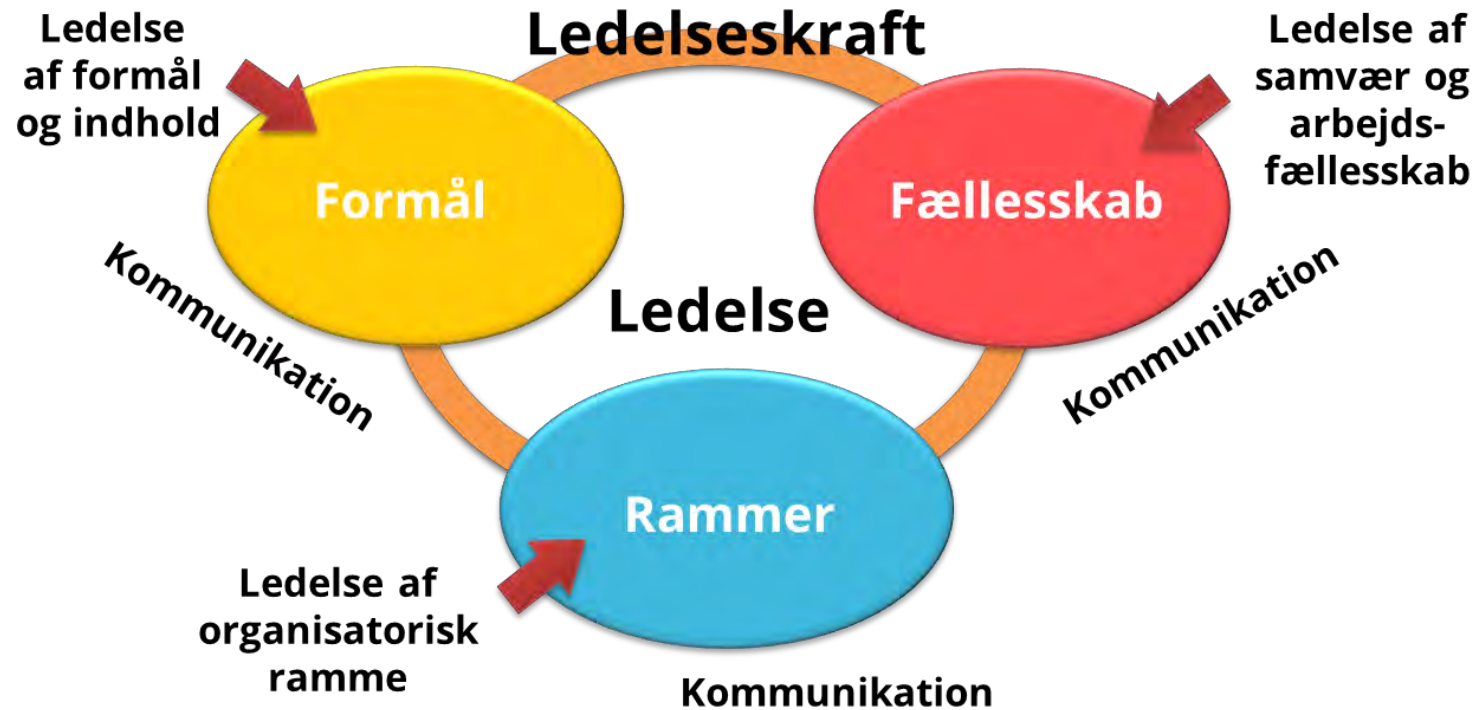 Ledelseskraft
Ledelse
af formål
og indhold
Ledelse af
samvær og
arbejds-
fællesskab
Formål
Fællesskab
Kommunikation
Ledelse
Kommunikation
Rammer
Ledelse af
organisatorisk
ramme
Kommunikation